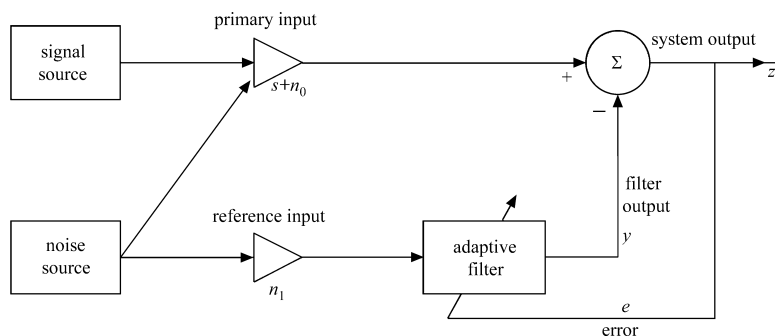 primary input
signal
source
s+n₀
+
Σ
−
system output
z
noise
source
reference input
n₁
adaptive
filter
filter
output
y
e
error